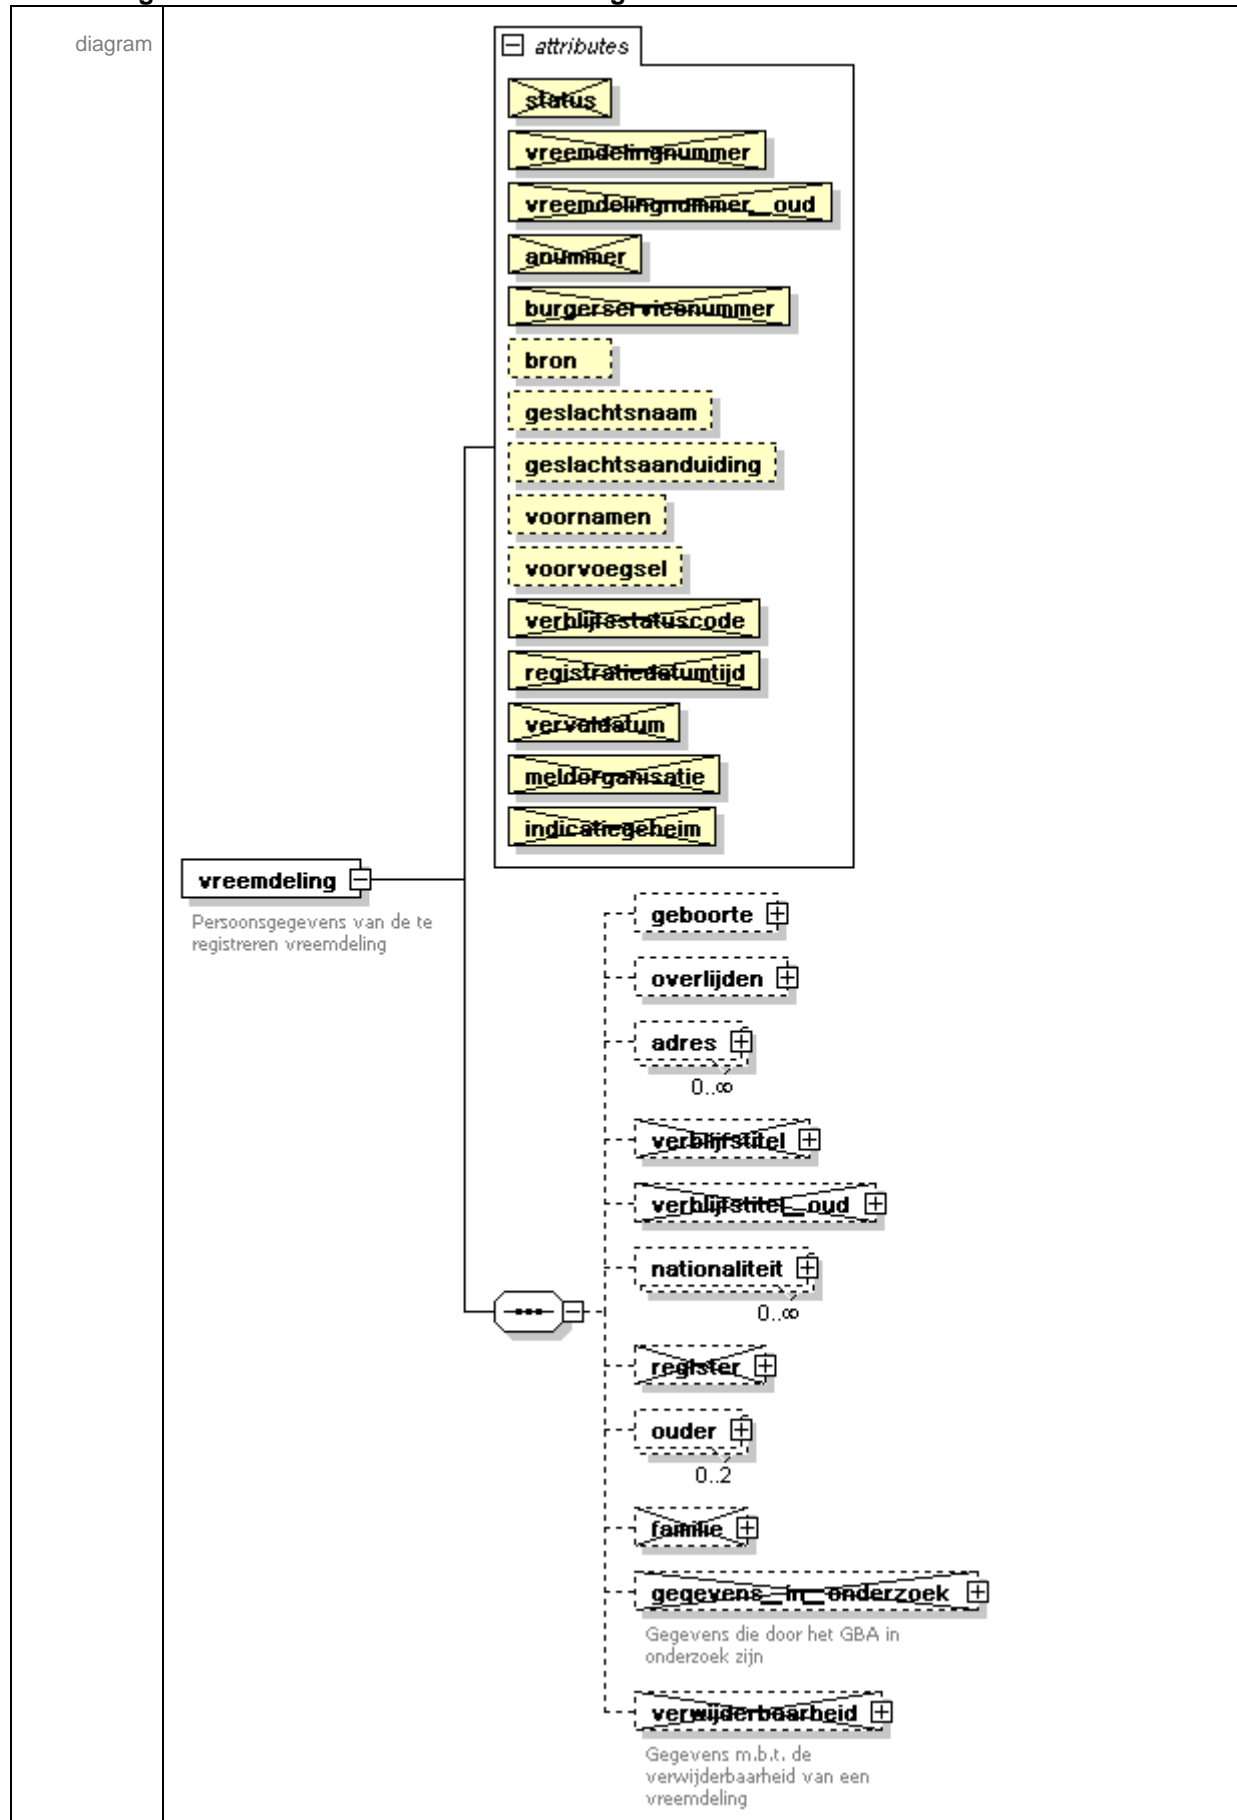 diagram
attributes
status
vreemdelingnummer
vreemdelingnummer_oud
anummer
burgerservicenummer
bron
geslachtsnaam
geslachtsaanduiding
voornamen
voorvoegsel
verblijfsstatuscode
registratiedatumtijd
vervaldatum
meldorganisatie
indicatiegeheim
vreemdeling
Persoonsgegevens van de te
registreren vreemdeling
geboorte
overlijden
adres
0..∞
verblijfstitel
verblijfstitel_oud
nationaliteit
0..∞
register
ouder
0..2
familie
gegevens_in_onderzoek
Gegevens die door het GBA in
onderzoek zijn
verwijderbaarheid
Gegevens m.b.t. de
verwijderbaarheid van een
vreemdeling